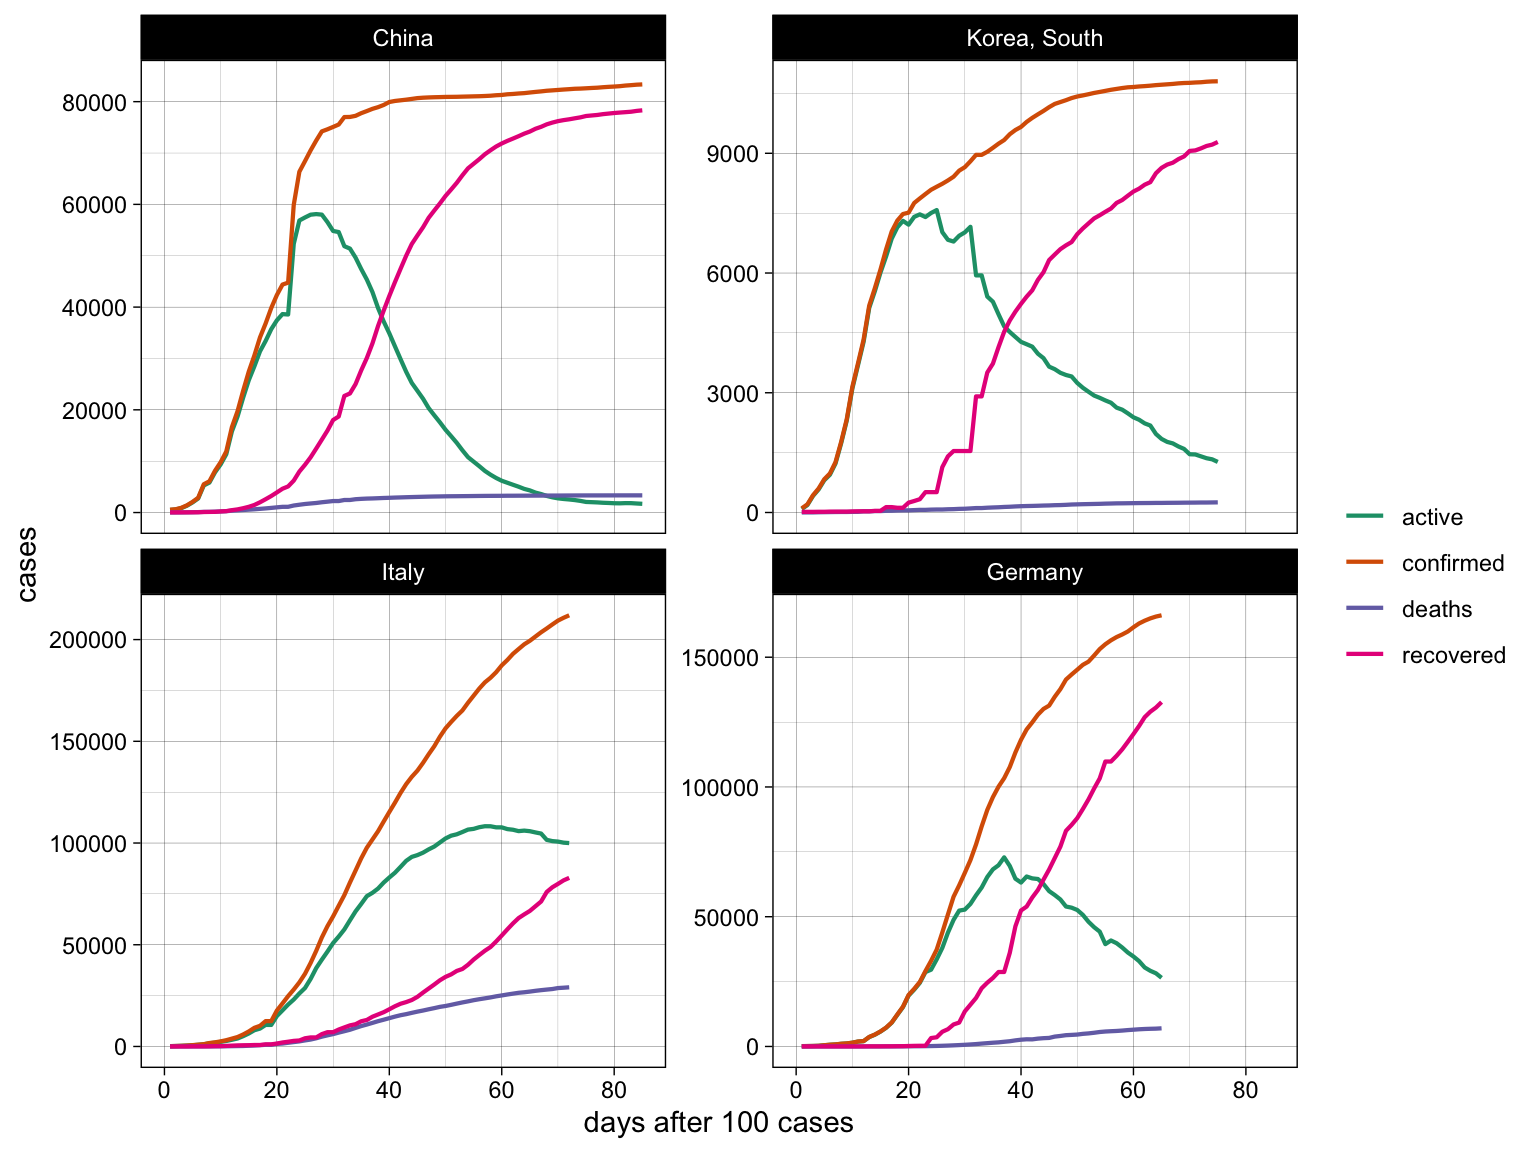 China
Korea, South
80000
60000
40000
20000
0
9000
6000
3000
0
cases
active
confirmed
deaths
recovered
Italy
Germany
200000
150000
100000
50000
0
150000
100000
50000
0
0 20 40 60 80
0 20 40 60 80
days after 100 cases